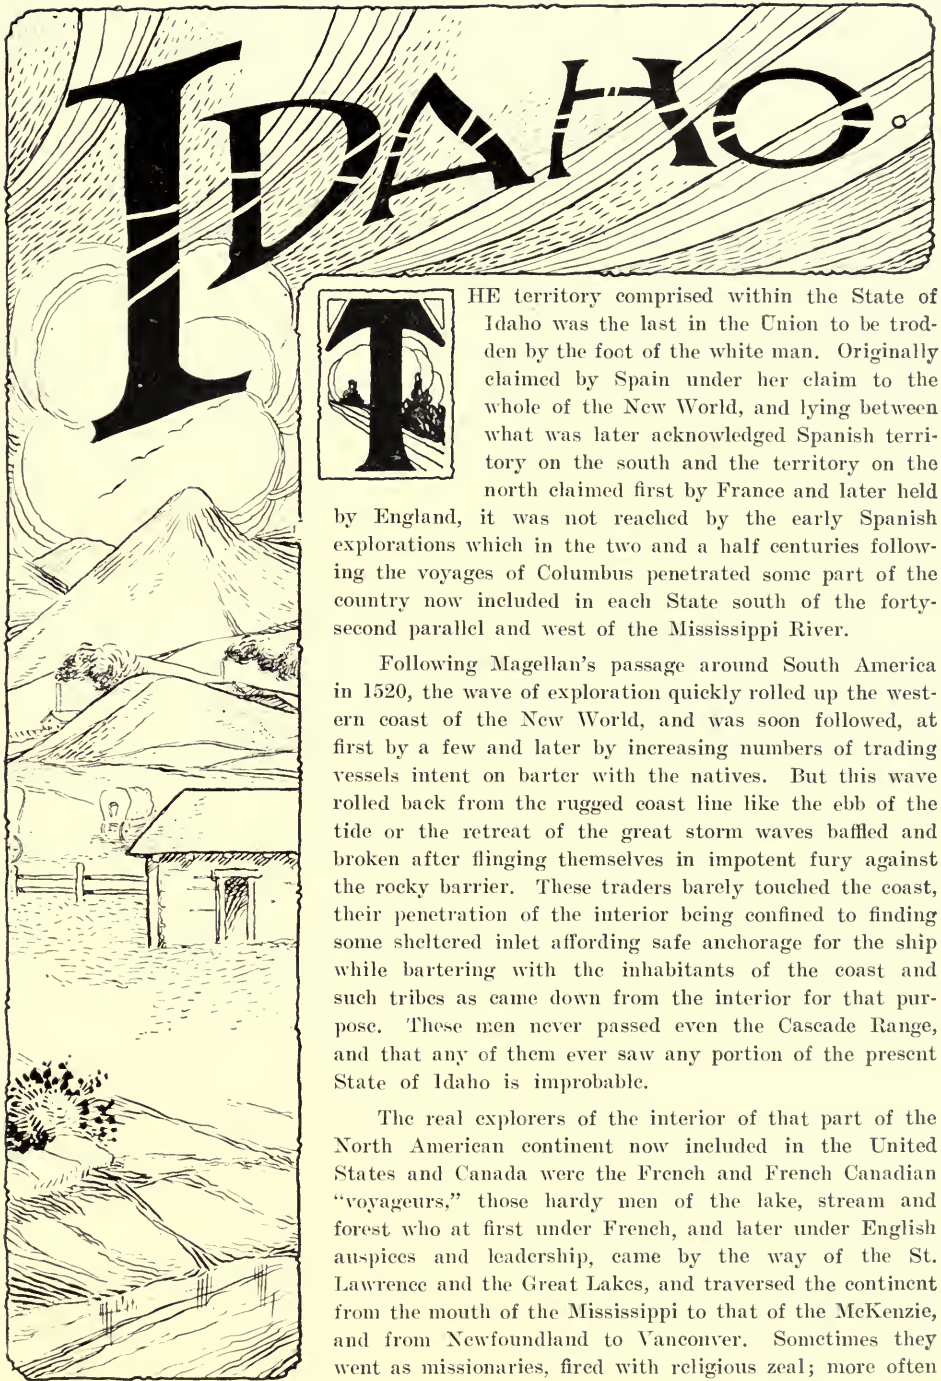 IDAHO.
THE territory comprised within the State of
Idaho was the last in the Union to be trod-
den by the foot of the white man. Originally
claimed by Spain under her claim to the
whole of the New World, and lying between
what was later acknowledged Spanish terri-
tory on the south and the territory on the
north claimed first by France and later held
by England, it was not reached by the early Spanish
explorations which in the two and a half centuries follow-
ing the voyages of Columbus penetrated some part of the
country now included in each State south of the forty-
second parallel and west of the Mississippi River.
Following Magellan's passage around South America
in 1520, the wave of exploration quickly rolled up the west-
ern coast of the New World, and was soon followed, at
first by a few and later by increasing numbers of trading
vessels intent on barter with the natives. But this wave
rolled back from the rugged coast line like the ebb of the
tide or the retreat of the great storm waves baffled and
broken after flinging themselves in impotent fury against
the rocky barrier. These traders barely touched the coast,
their penetration of the interior being confined to finding
some sheltered inlet affording safe anchorage for the ship
while bartering with the inhabitants of the coast and
such tribes as came down from the interior for that pur-
pose. These men never passed even the Cascade Range,
and that any of them ever saw any portion of the present
State of Idaho is improbable.
The real explorers of the interior of that part of the
North American continent now included in the United
States and Canada were the French and French Canadian
"voyageurs," those hardy men of the lake, stream and
forest who at first under French, and later under English
auspices and leadership, came by the way of the St.
Lawrence and the Great Lakes, and traversed the continent
from the mouth of the Mississippi to that of the McKenzie,
and from Newfoundland to Vancouver. Sometimes they
went as missionaries, fired with religious zeal; more often